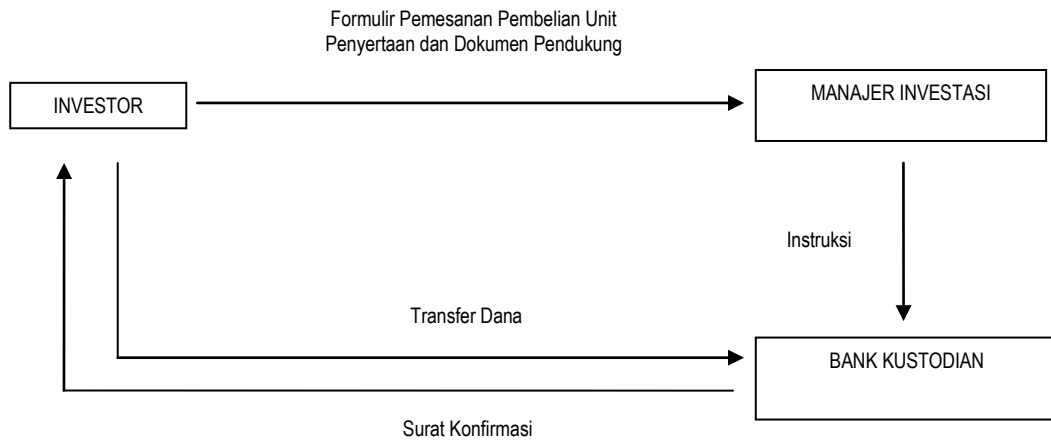 Formulir Pemesanan Pembelian Unit
Penyertaan dan Dokumen Pendukung
INVESTOR
MANAJER INVESTASI
Instruksi
Transfer Dana
BANK KUSTODIAN
Surat Konfirmasi